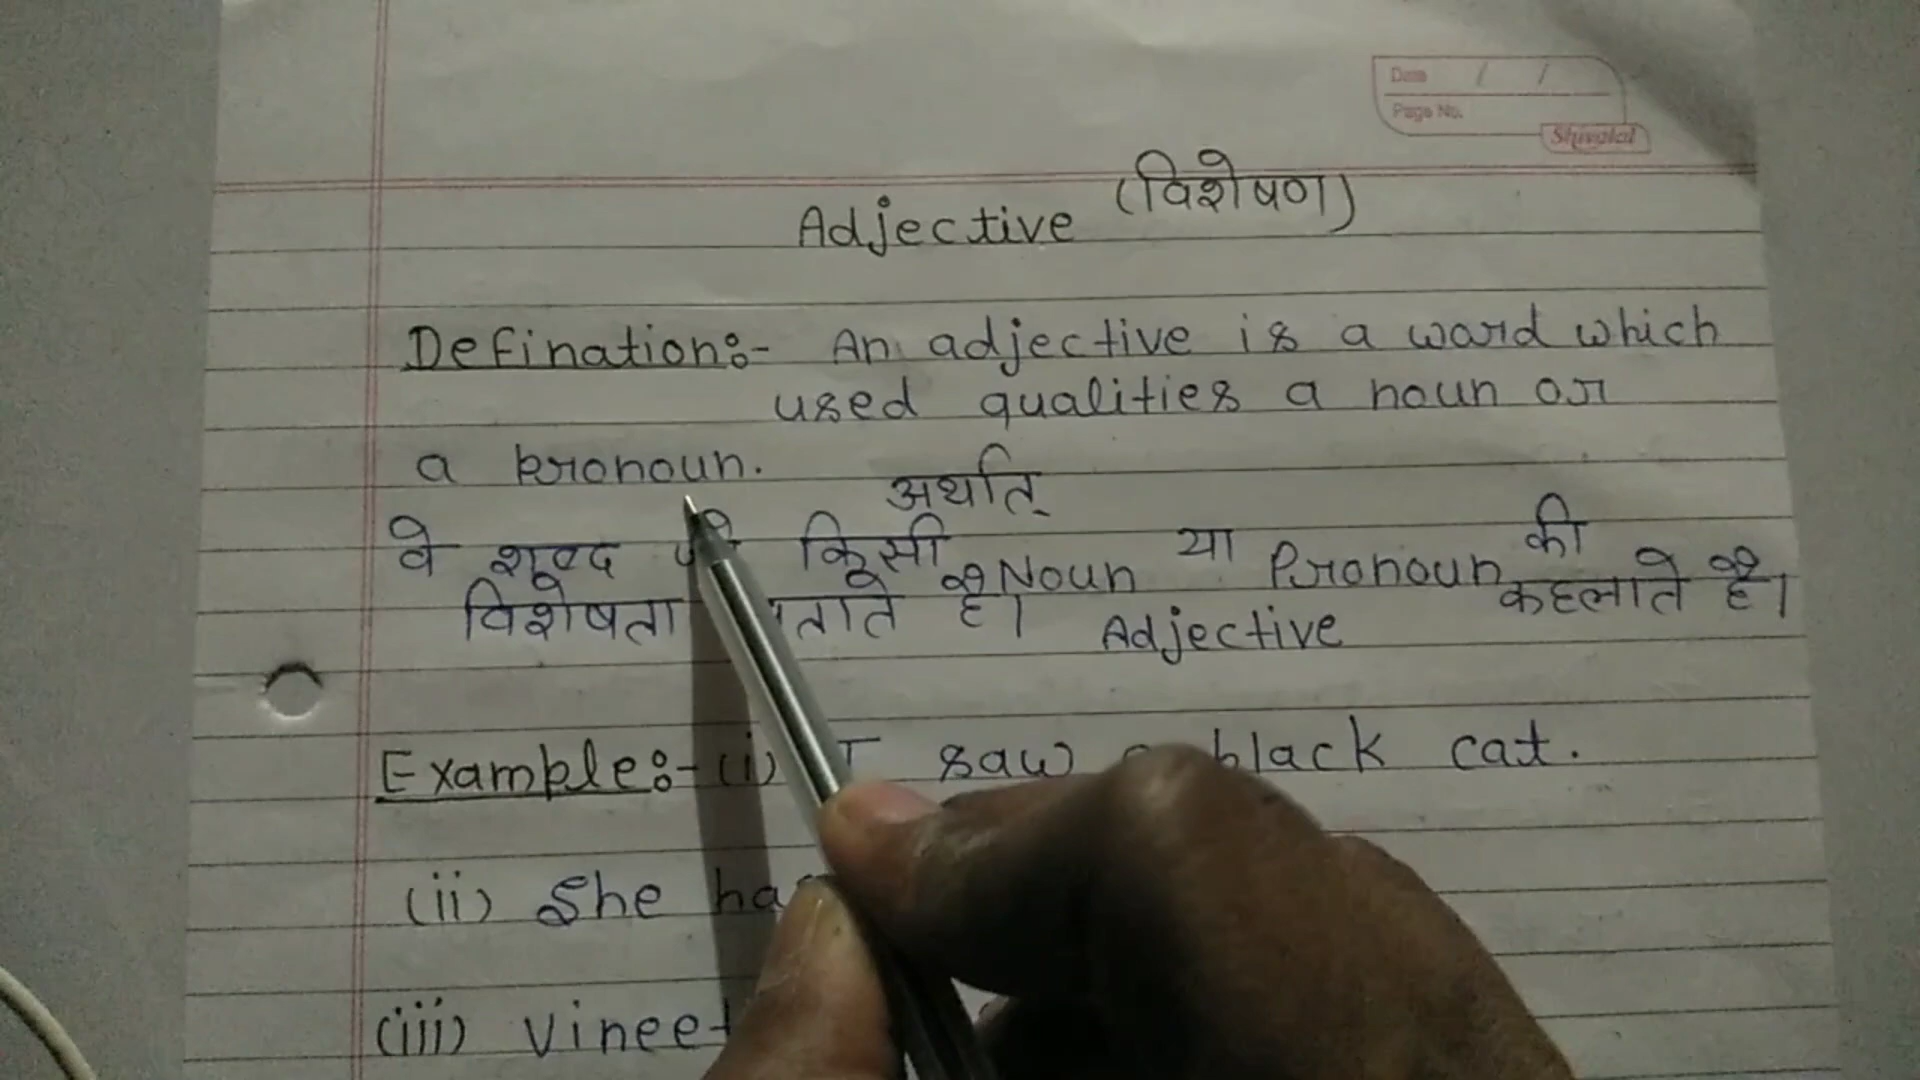 Date / /
Page No.
Shivalal
Adjective (विशेषण)
Defination:- An adjective is a word which
used qualities a noun or
a pronoun. अर्थात्
वे शब्द जो किसी Noun या Pronoun की
विशेषता बताते है। Adjective कहलाते है।
Example:- (i) I saw a black cat.
(ii) She
(iii) Vineet